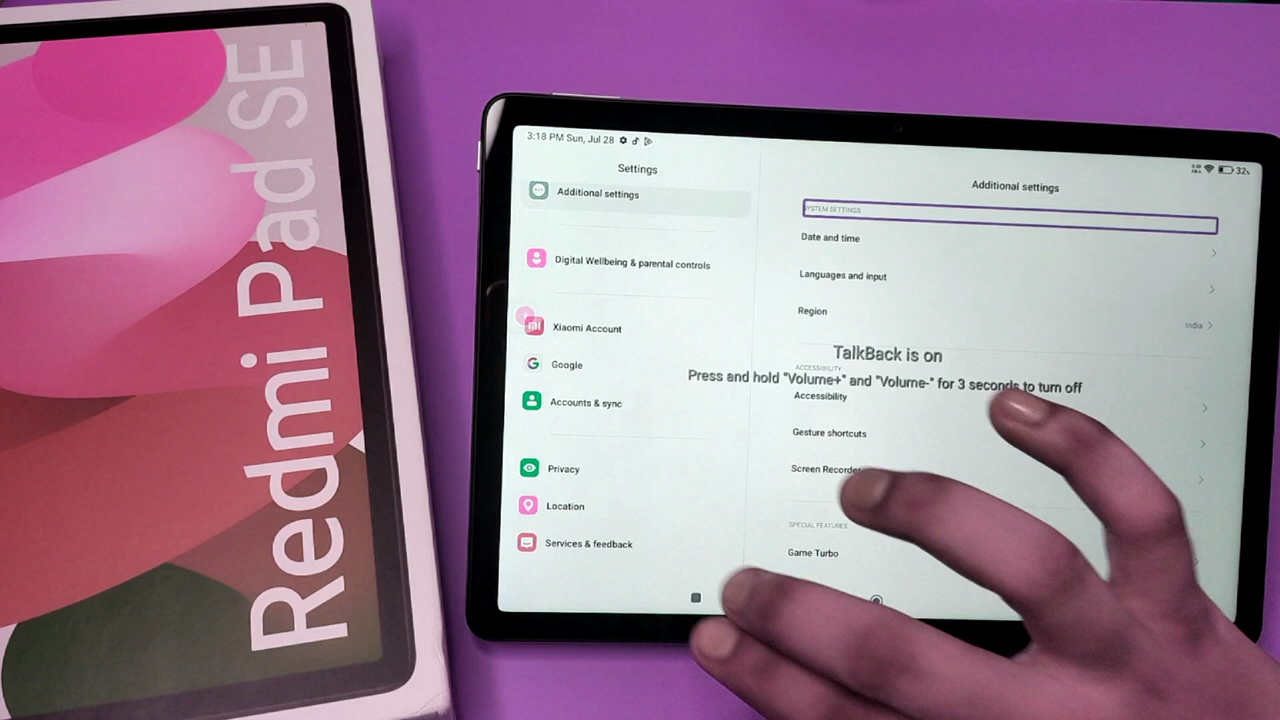 Redmi Pad SE
3:18 PM Sun, Jul 28
32%
Settings
Additional settings
Digital Wellbeing & parental controls
Xiaomi Account
Google
Accounts & sync
Privacy
Location
Services & feedback
Additional settings
SYSTEM SETTINGS
Date and time
Languages and input
Region
India
TalkBack is on
ACCESSIBILITY
Press and hold "Volume+" and "Volume-" for 3 seconds to turn off
Accessibility
Gesture shortcuts
Screen Recorder
SPECIAL FEATURES
Game Turbo